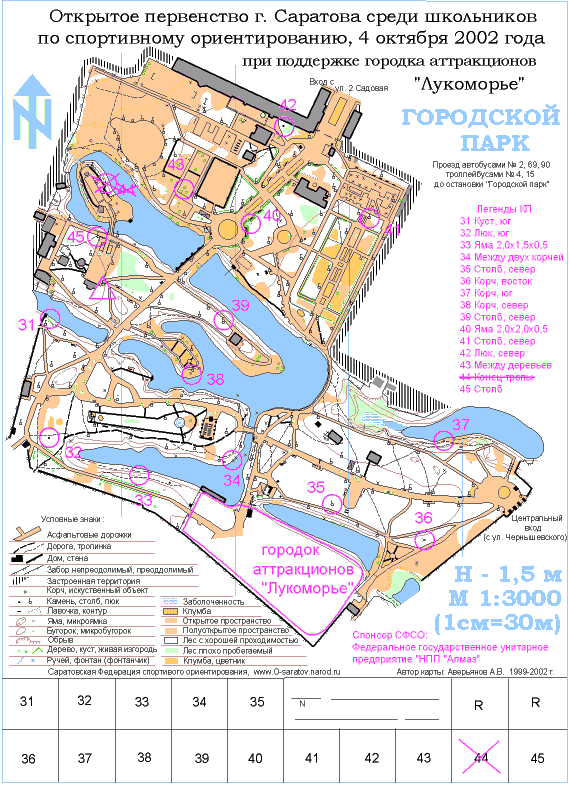 Открытое первенство г. Саратова среди школьников
по спортивному ориентированию, 4 октября 2002 года
при поддержке городка аттракционов
"Лукоморье"
Вход с
ул. 2 Садовая
ГОРОДСКОЙ
ПАРК
Проезд автобусами № 2, 69, 90
троллейбусами № 4, 15
до остановки "Городской парк"
Легенды КП
31 Куст, юг
32 Люк, юг
33 Яма 2,0x1,5x0,5
34 Между двух корчей
35 Столб, север
36 Корч, восток
37 Корч, юг
38 Корч, север
39 Столб, север
40 Яма 2,0x2,0x0,5
41 Столб, север
42 Люк, север
43 Между деревьев
44 Конец тропы
45 Столб
42
43
44
40
41
45
39
31
38
37
32
34
33
35
36
городок
аттракционов
"Лукоморье"
Центральный
вход
(с ул. Чернышевского)
Н - 1,5 м
М 1:3000
(1см=30м)
Спонсор СФСО:
Федеральное государственное унитарное
предприятие "НПП "Алмаз"
Условные знаки :
Асфальтовые дорожки
Дорога, тропинка
Дом, стена
Забор непреодолимый, преоддолимый
Застроенная территория
Корч, искуственный объект
Камень, столб, люк
Лавочка, контур
Яма, микроямка
Бугорок, микробугорок
Обрыв
Дерево, куст, живая изгородь
Ручей, фонтан (фонтанчик)
Заболоченность
Клумба
Открытое пространство
Полуоткрытое пространство
Лес с хорошей проходимостью
Лес плохо пробегаемый
Клумба, цветник
Саратовская Федерация спортивого ориентирования, www.O-saratov.narod.ru
Автор карты: Аверьянов А.В. 1999-2002 г.
31 32 33 34 35 N R R
36 37 38 39 40 41 42 43 44 45